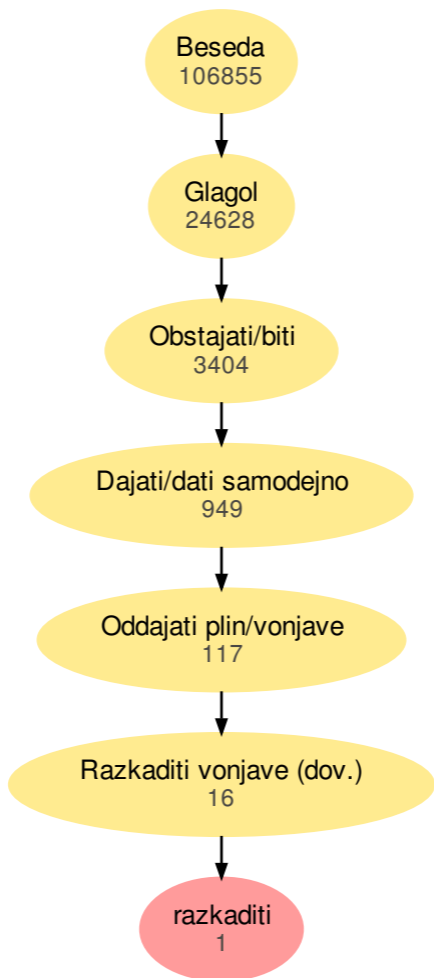 Beseda
106855
Glagol
24628
Obstajati/biti
3404
Dajati/dati samodejno
949
Oddajati plin/vonjave
117
Razkaditi vonjave (dov.)
16
razkaditi
1